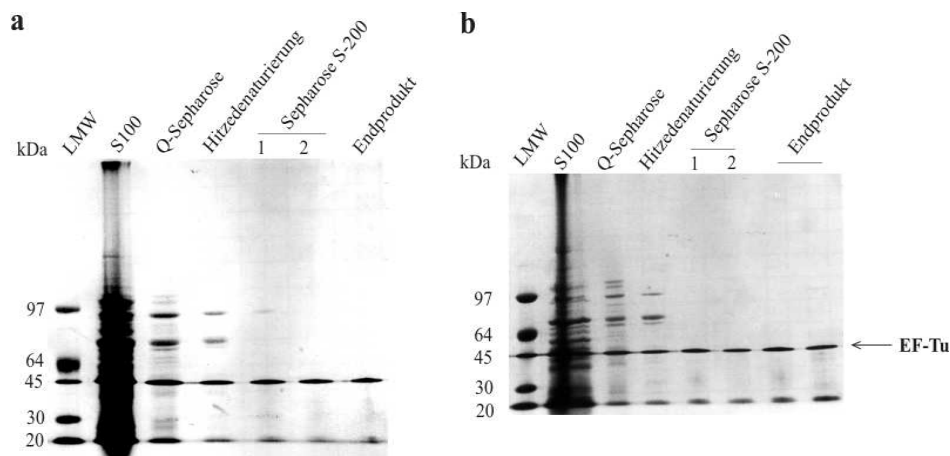 a
kDa
LMW
S100
Q-Sepharose
Hitzedenaturierung
Sepharose S-200
1 2
Endprodukt
97
64
45
30
20
b
kDa
LMW
S100
Q-Sepharose
Hitzedenaturierung
Sepharose S-200
1 2
Endprodukt
97
64
45
30
20
EF-Tu